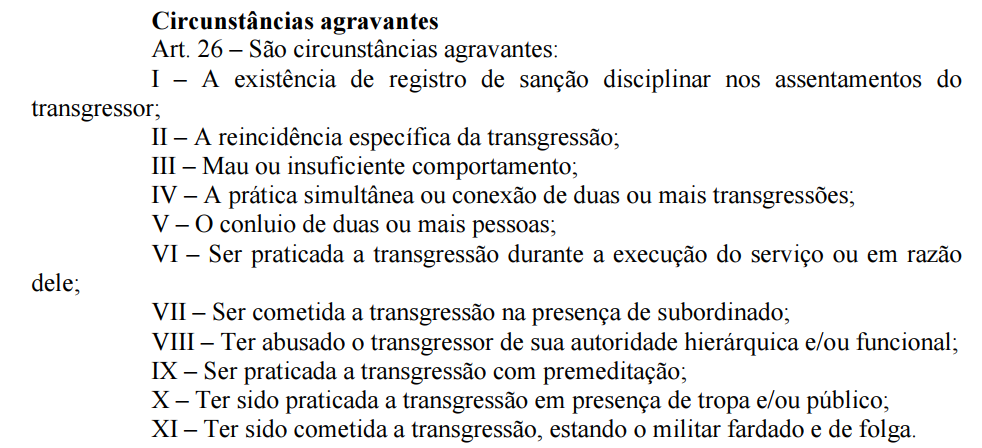 Circunstâncias agravantes
Art. 26 – São circunstâncias agravantes:
I – A existência de registro de sanção disciplinar nos assentamentos do
transgressor;
II – A reincidência específica da transgressão;
III – Mau ou insuficiente comportamento;
IV – A prática simultânea ou conexão de duas ou mais transgressões;
V – O conluio de duas ou mais pessoas;
VI – Ser praticada a transgressão durante a execução do serviço ou em razão
dele;
VII – Ser cometida a transgressão na presença de subordinado;
VIII – Ter abusado o transgressor de sua autoridade hierárquica e/ou funcional;
IX – Ser praticada a transgressão com premeditação;
X – Ter sido praticada a transgressão em presença de tropa e/ou público;
XI – Ter sido cometida a transgressão, estando o militar fardado e de folga.